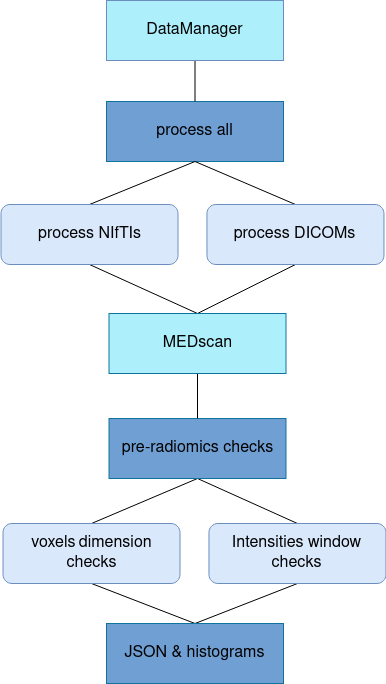 DataManager
process all
process NIfTIs
process DICOMs
MEDscan
pre-radiomics checks
voxels dimension
checks
Intensities window
checks
JSON & histograms